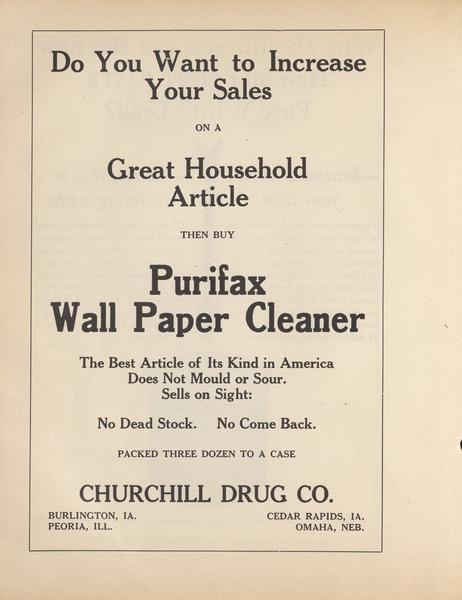 Do You Want to Increase
Your Sales
ON A
Great Household
Article
THEN BUY
Purifax
Wall Paper Cleaner
The Best Article of Its Kind in America
Does Not Mould or Sour.
Sells on Sight:
No Dead Stock. No Come Back.
PACKED THREE DOZEN TO A CASE
CHURCHILL DRUG CO.
BURLINGTON, IA. CEDAR RAPIDS, IA.
PEORIA, ILL. OMAHA, NEB.